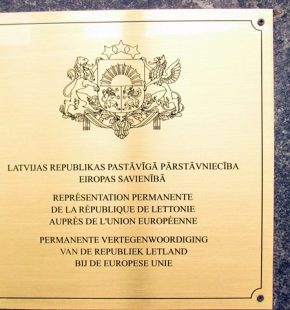 LATVIJAS REPUBLIKAS PASTĀVĪGĀ PĀRSTĀVNIECĪBA
EIROPAS SAVIENĪBĀ
REPRÉSENTATION PERMANENTE
DE LA RÉPUBLIQUE DE LETTONIE
AUPRÈS DE L'UNION EUROPÉENNE
PERMANENTE VERTEGENWOORDIGING
VAN DE REPUBLIEK LETLAND
BIJ DE EUROPESE UNIE